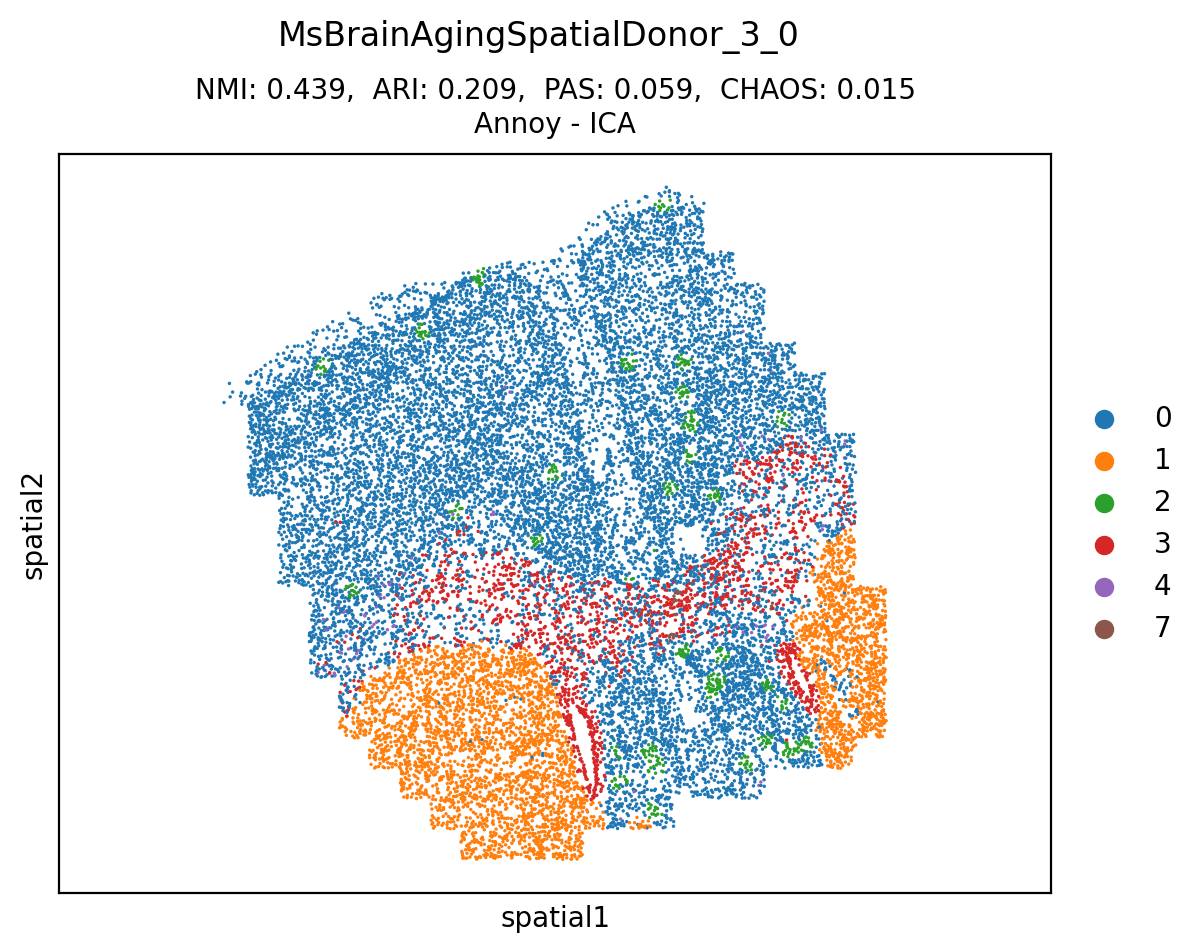 MsBrainAgingSpatialDonor_3_0
NMI: 0.439, ARI: 0.209, PAS: 0.059, CHAOS: 0.015
Annoy - ICA
spatial2
0
1
2
3
4
7
spatial1